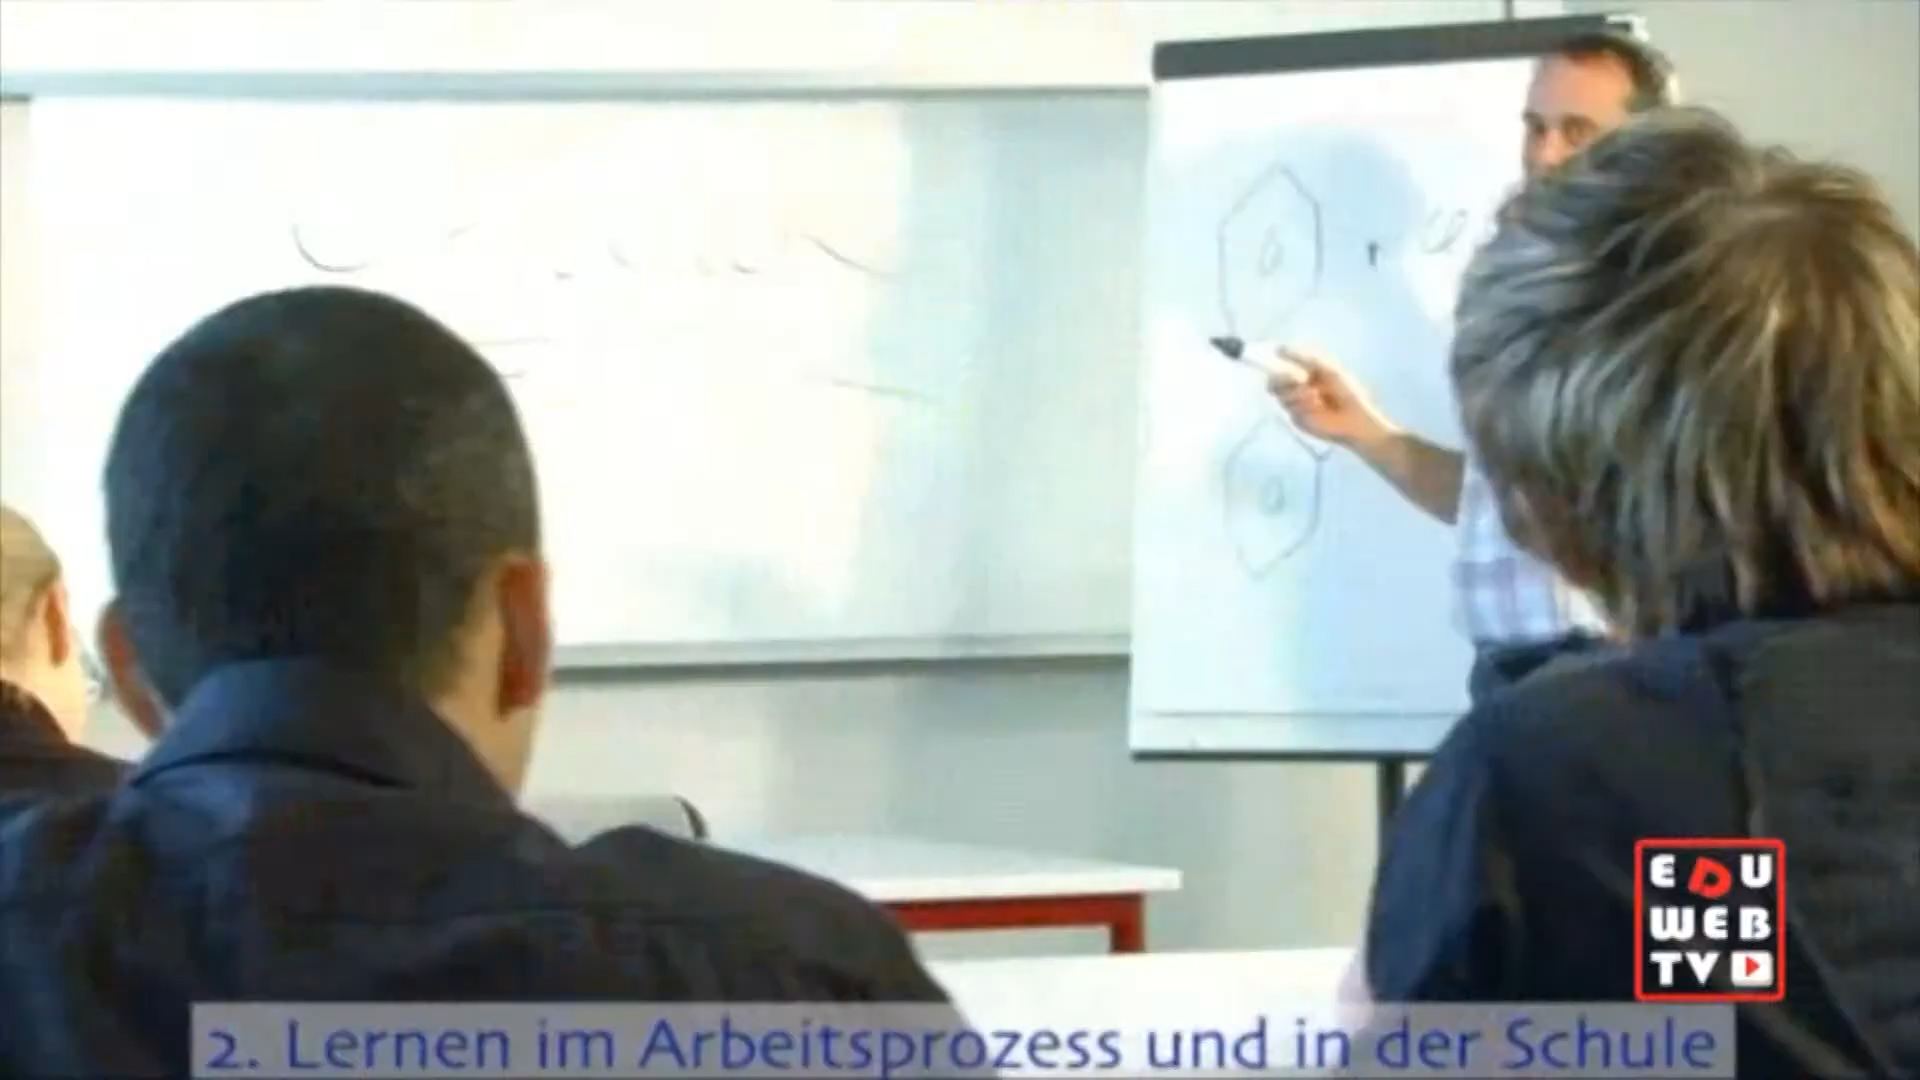 EDU
WEB
TV
2. Lernen im Arbeitsprozess und in der Schule